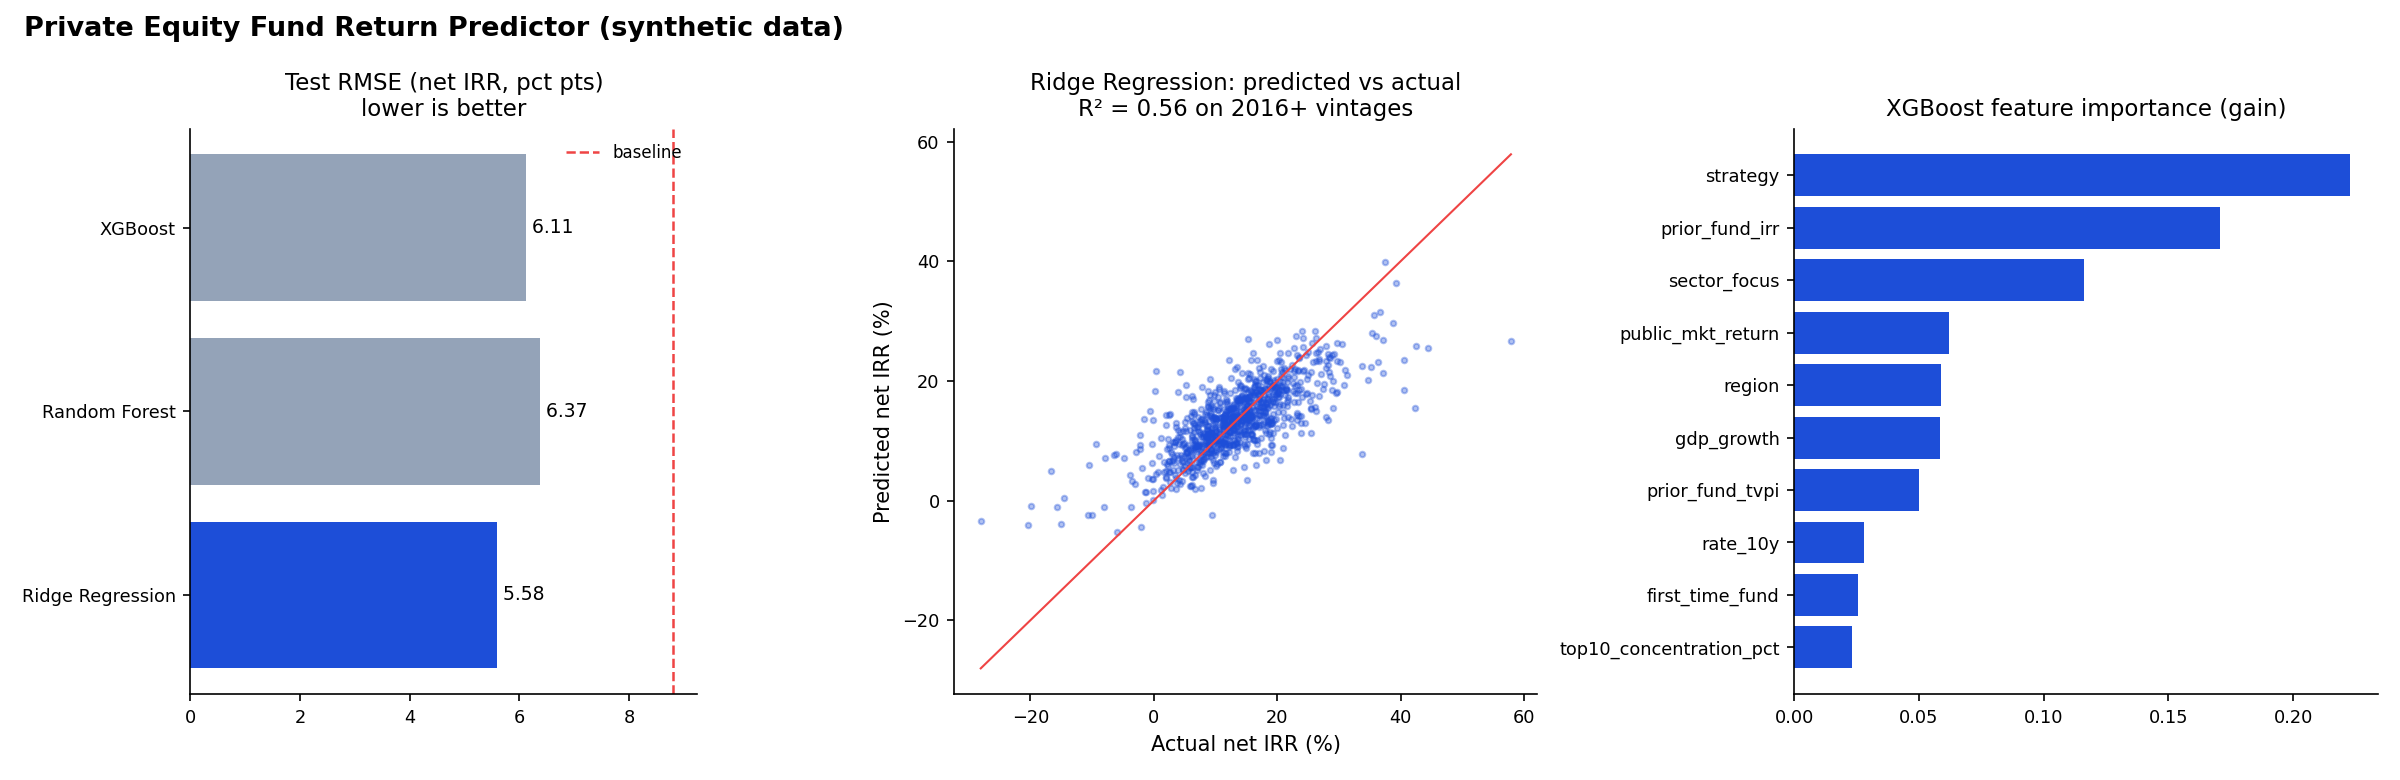 Private Equity Fund Return Predictor (synthetic data)
Test RMSE (net IRR, pct pts)
lower is better
baseline
XGBoost
6.11
Random Forest
6.37
Ridge Regression
5.58
0 2 4 6 8
Ridge Regression: predicted vs actual
R² = 0.56 on 2016+ vintages
Predicted net IRR (%)
60
40
20
0
−20
−20 0 20 40 60
Actual net IRR (%)
XGBoost feature importance (gain)
strategy
prior_fund_irr
sector_focus
public_mkt_return
region
gdp_growth
prior_fund_tvpi
rate_10y
first_time_fund
top10_concentration_pct
0.00 0.05 0.10 0.15 0.20